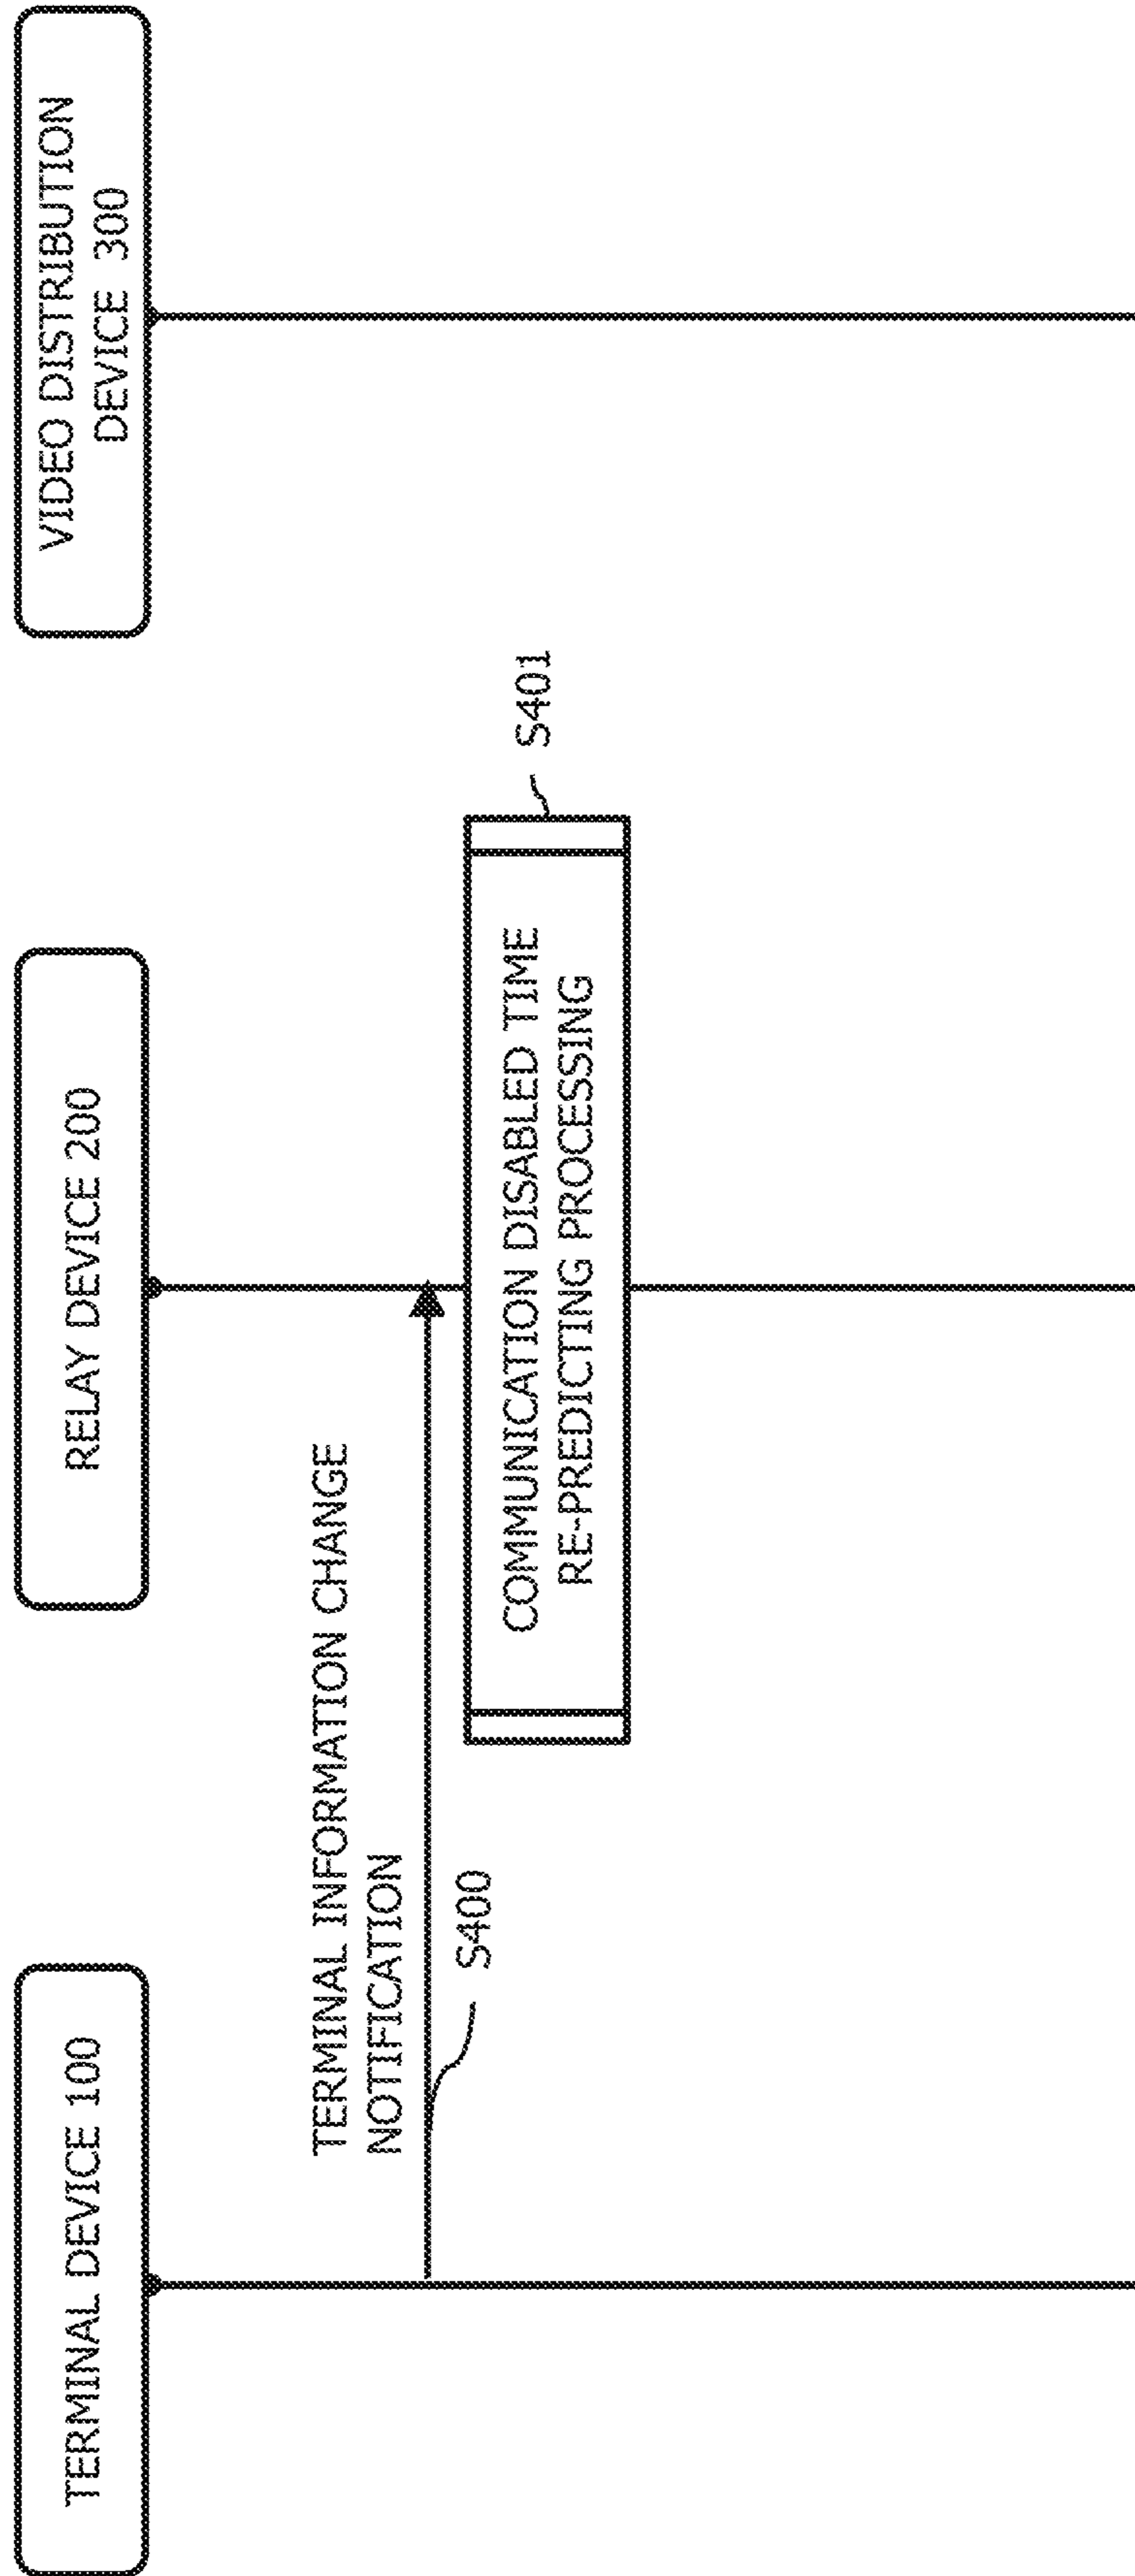 TERMINAL DEVICE 100
RELAY DEVICE 200
VIDEO DISTRIBUTION
DEVICE 300
TERMINAL INFORMATION CHANGE
NOTIFICATION
S400
COMMUNICATION DISABLED TIME
RE-PREDICTING PROCESSING
S401